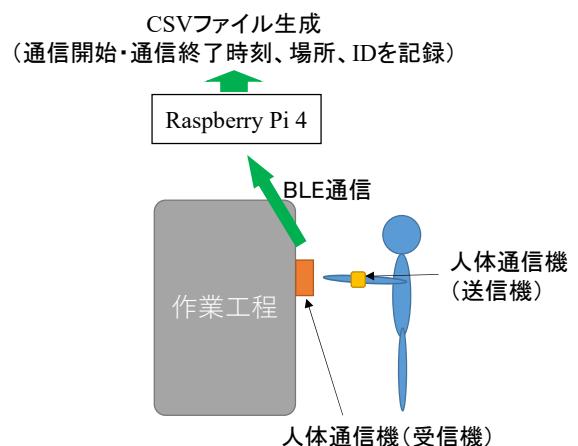 CSVファイル生成
（通信開始・通信終了時刻、場所、IDを記録）
Raspberry Pi 4
BLE通信
作業工程
人体通信機
（送信機）
人体通信機（受信機）